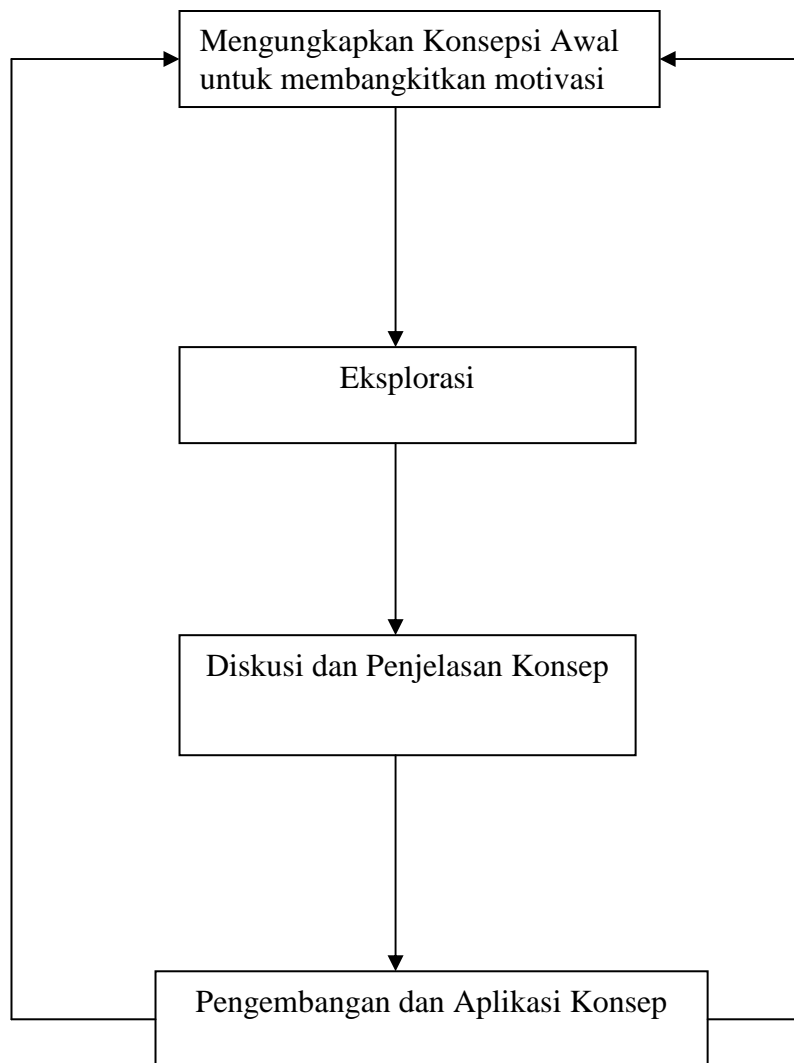 Mengungkapkan Konsepsi Awal
untuk membangkitkan motivasi
Eksplorasi
Diskusi dan Penjelasan Konsep
Pengembangan dan Aplikasi Konsep